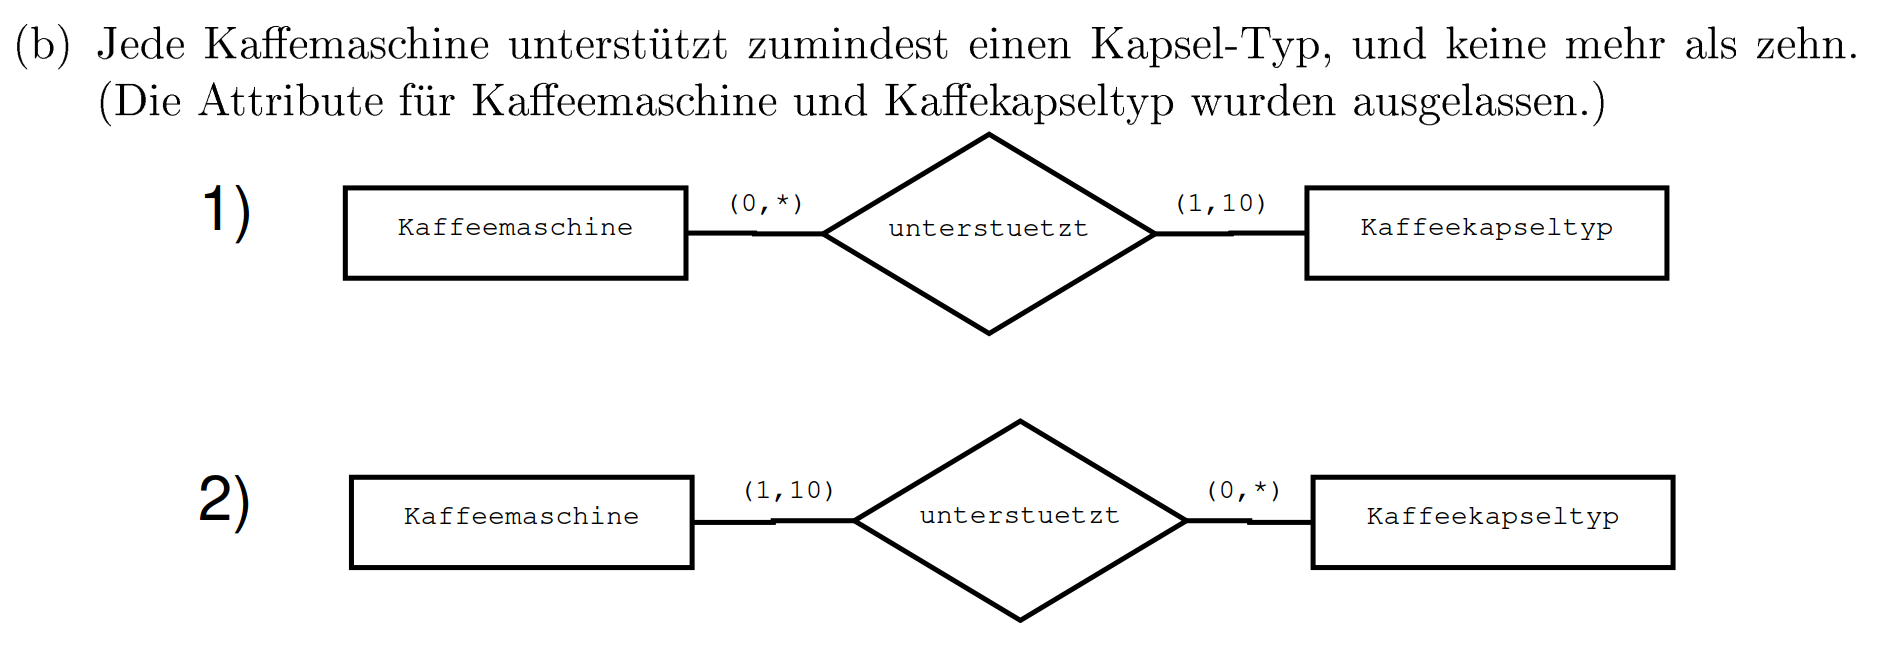 (b) Jede Kaffemaschine unterstützt zumindest einen Kapsel-Typ, und keine mehr als zehn.
(Die Attribute für Kaffeemaschine und Kaffekapseltyp wurden ausgelassen.)
1) Kaffeemaschine (0,*) unterstuetzt (1,10) Kaffeekapseltyp
2) Kaffeemaschine (1,10) unterstuetzt (0,*) Kaffeekapseltyp